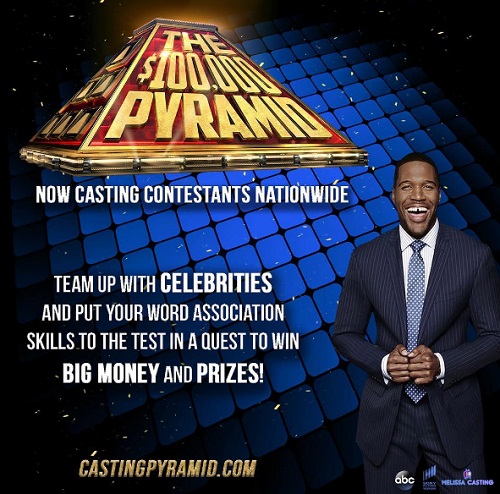 THE
$100,000
PYRAMID
NOW CASTING CONTESTANTS NATIONWIDE
TEAM UP WITH CELEBRITIES
AND PUT YOUR WORD ASSOCIATION
SKILLS TO THE TEST IN A QUEST TO WIN
BIG MONEY AND PRIZES!
CASTINGPYRAMID.COM
abc
SONY
MELISSA CASTING